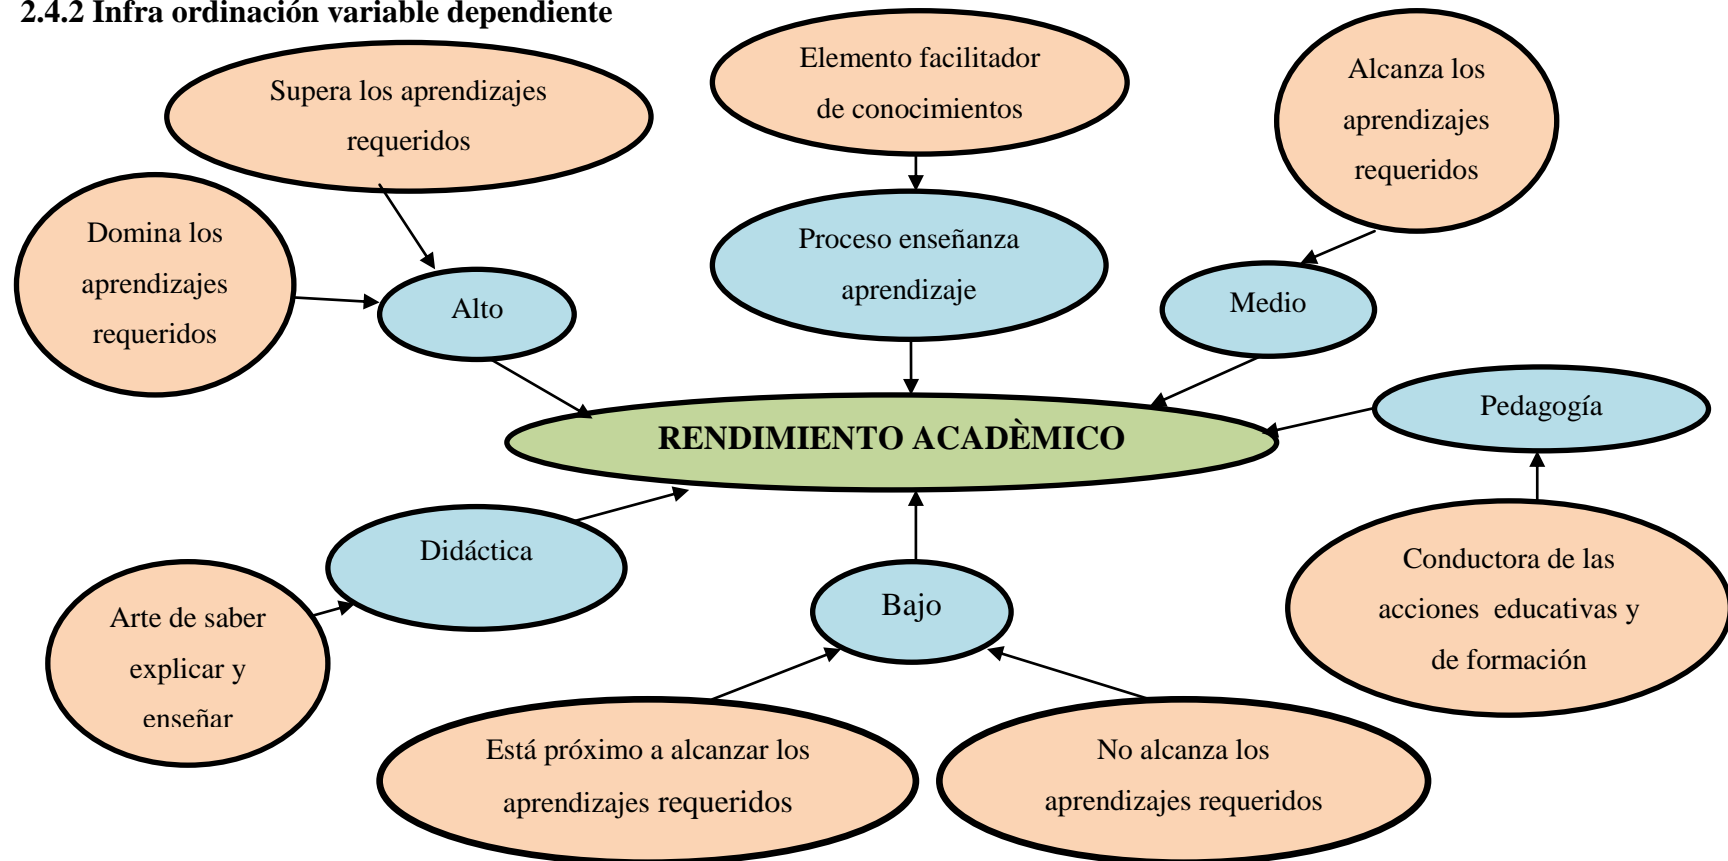 2.4.2 Infra ordinación variable dependiente
Supera los aprendizajes
requeridos
Elemento facilitador
de conocimientos
Alcanza los
aprendizajes
requeridos
Domina los
aprendizajes
requeridos
Alto
Proceso enseñanza
aprendizaje
Medio
Pedagogía
RENDIMIENTO ACADÈMICO
Didáctica
Bajo
Conductora de las
acciones educativas y
de formación
Arte de saber
explicar y
enseñar
Está próximo a alcanzar los
aprendizajes requeridos
No alcanza los
aprendizajes requeridos